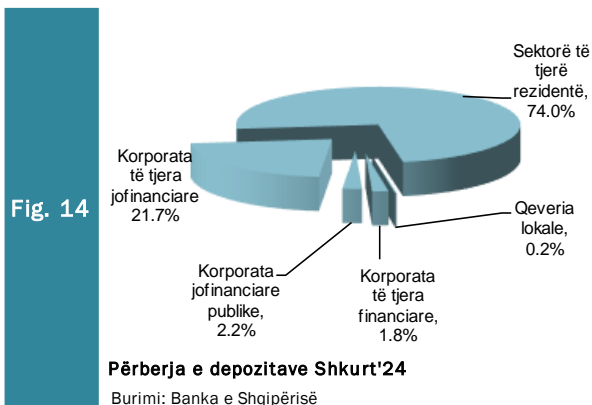 Fig. 14
Sektorë të
tjerë
rezidentë,
74.0%
Korporata
të tjera
jofinanciare
21.7%
Qeveria
lokale,
0.2%
Korporata
jofinanciare
publike,
2.2%
Korporata
të tjera
financiare,
1.8%
Përberja e depozitave Shkurt'24
Burimi: Banka e Shqipërisë